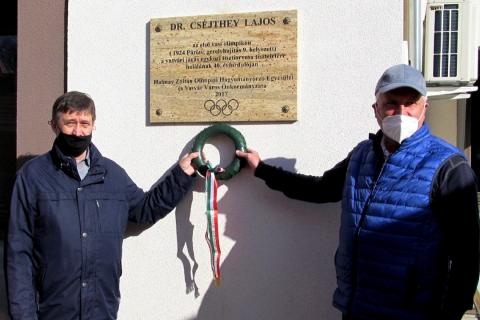 DR. CSÉJTHEY LAJOS
az első vasi olimpikon
( 1924 Párizs, gerelyhajítás 9. helyezett)
a vasvári járás egykori tisztiorvosa tiszteletére
halálának 40. évfordulóján
Halmay Zoltán Olimpiai Hagyományőrző Egyesület
és Vasvár Város Önkormányzata
2017